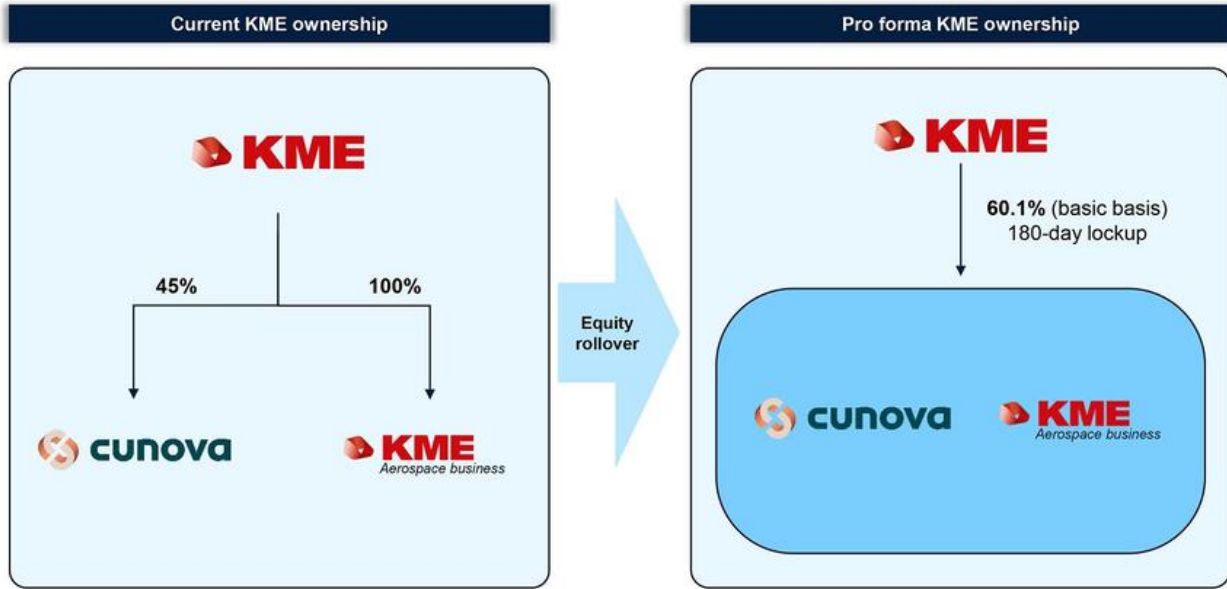 Current KME ownership
KME
45%
100%
cunova
KME
Aerospace business
Equity
rollover
Pro forma KME ownership
KME
60.1% (basic basis)
180-day lockup
cunova
KME
Aerospace business